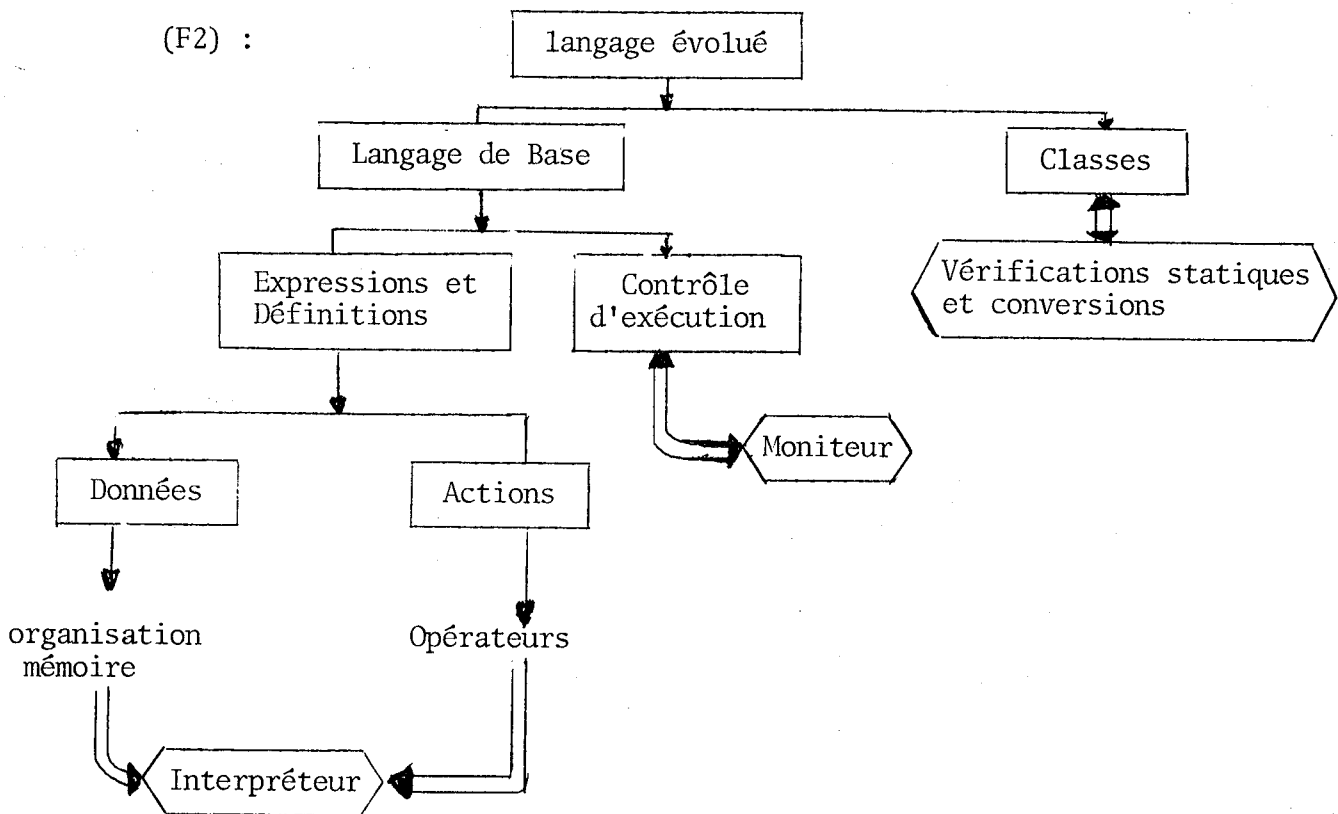 (F2) :
langage évolué
Langage de Base
Classes
Expressions et
Définitions
Contrôle
d'exécution
Vérifications statiques
et conversions
Moniteur
Données
Actions
organisation
mémoire
Opérateurs
Interpréteur